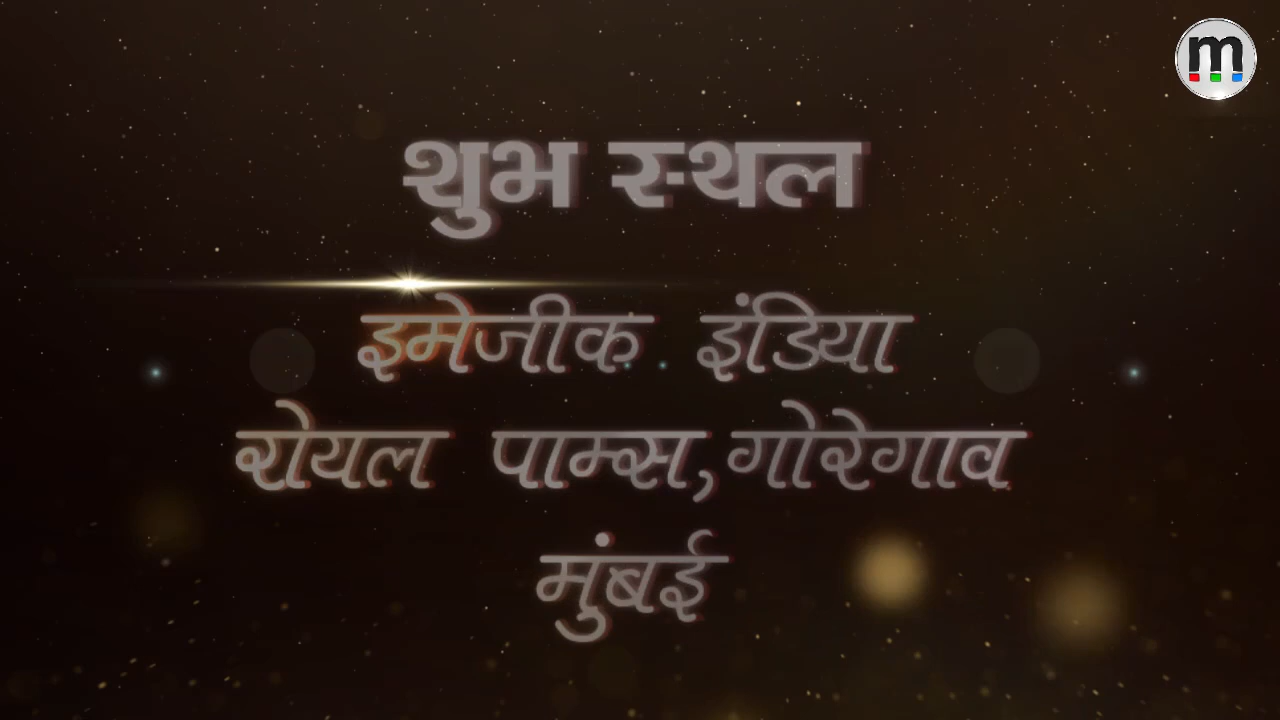 m
शुभ स्थल
इमेजीक इंडिया
रोयल पाम्स,गोरेगाव
मुंबई